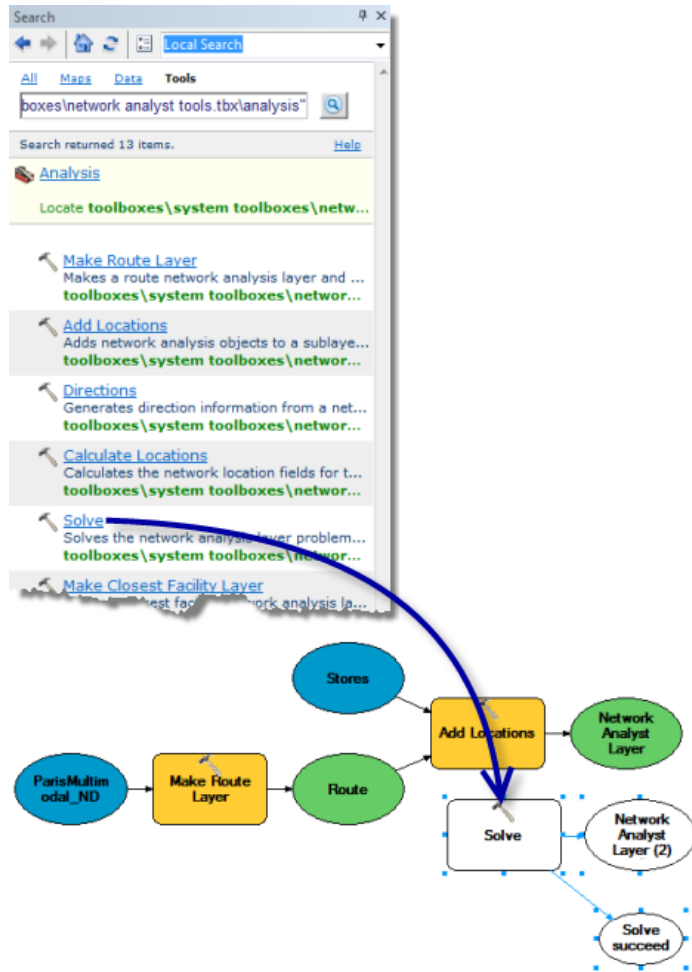 Search
Local Search
All Maps Data Tools
boxes\network analyst tools.tbx\analysis"
Search returned 13 items. Help
Analysis
Locate toolboxes\system toolboxes\netw...
Make Route Layer
Makes a route network analysis layer and ...
toolboxes\system toolboxes\networ...
Add Locations
Adds network analysis objects to a sublaye...
toolboxes\system toolboxes\networ...
Directions
Generates direction information from a net...
toolboxes\system toolboxes\networ...
Calculate Locations
Calculates the network location fields for t...
toolboxes\system toolboxes\networ...
Solve
Solves the network analysis layer problem...
toolboxes\system toolboxes\networ...
Make Closest Facility Layer
est fac work analysis la...
Stores
Add Locations
Network
Analyst
Layer
ParisMultim
odal_ND
Make Route
Layer
Route
Solve
Network
Analyst
Layer (2)
Solve
succeed